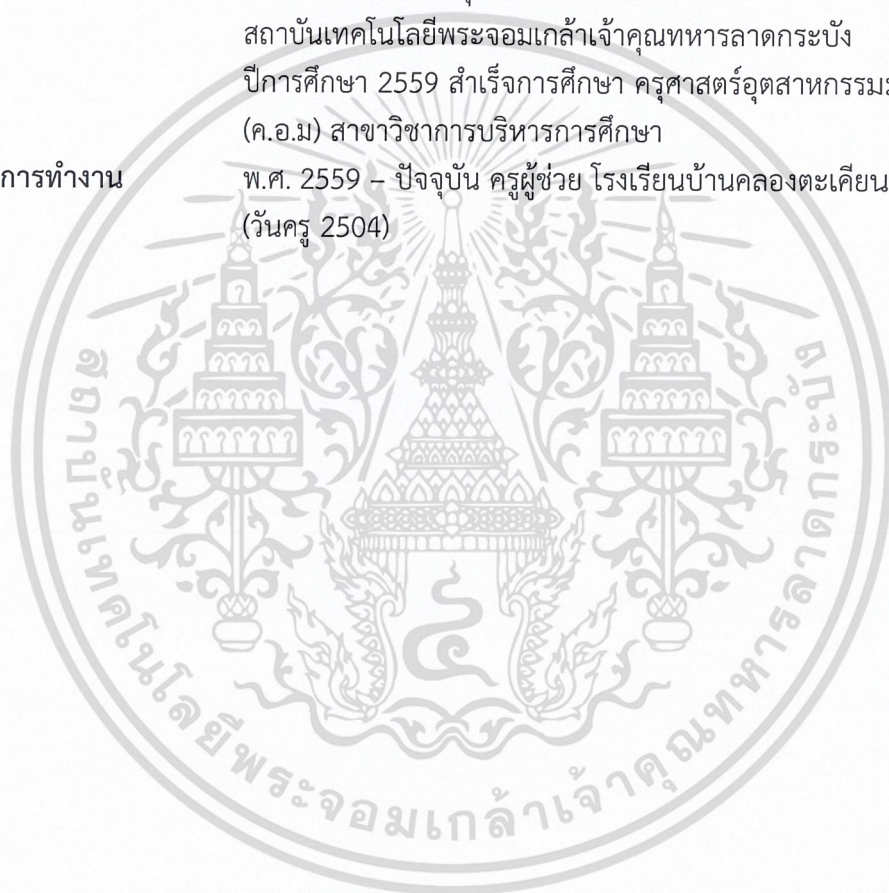 สถาบันเทคโนโลยีพระจอมเกล้าเจ้าคุณทหารลาดกระบัง
ปีการศึกษา 2559 สำเร็จการศึกษา ครุศาสตร์อุตสาหกรรม
(ค.อ.ม) สาขาวิชาการบริหารการศึกษา
การทำงาน พ.ศ. 2559 – ปัจจุบัน ครูผู้ช่วย โรงเรียนบ้านคลองตะเคียน
(วันครู 2504)
สถาบันเทคโนโลยีพระจอมเกล้าเจ้าคุณทหารลาดกระบัง